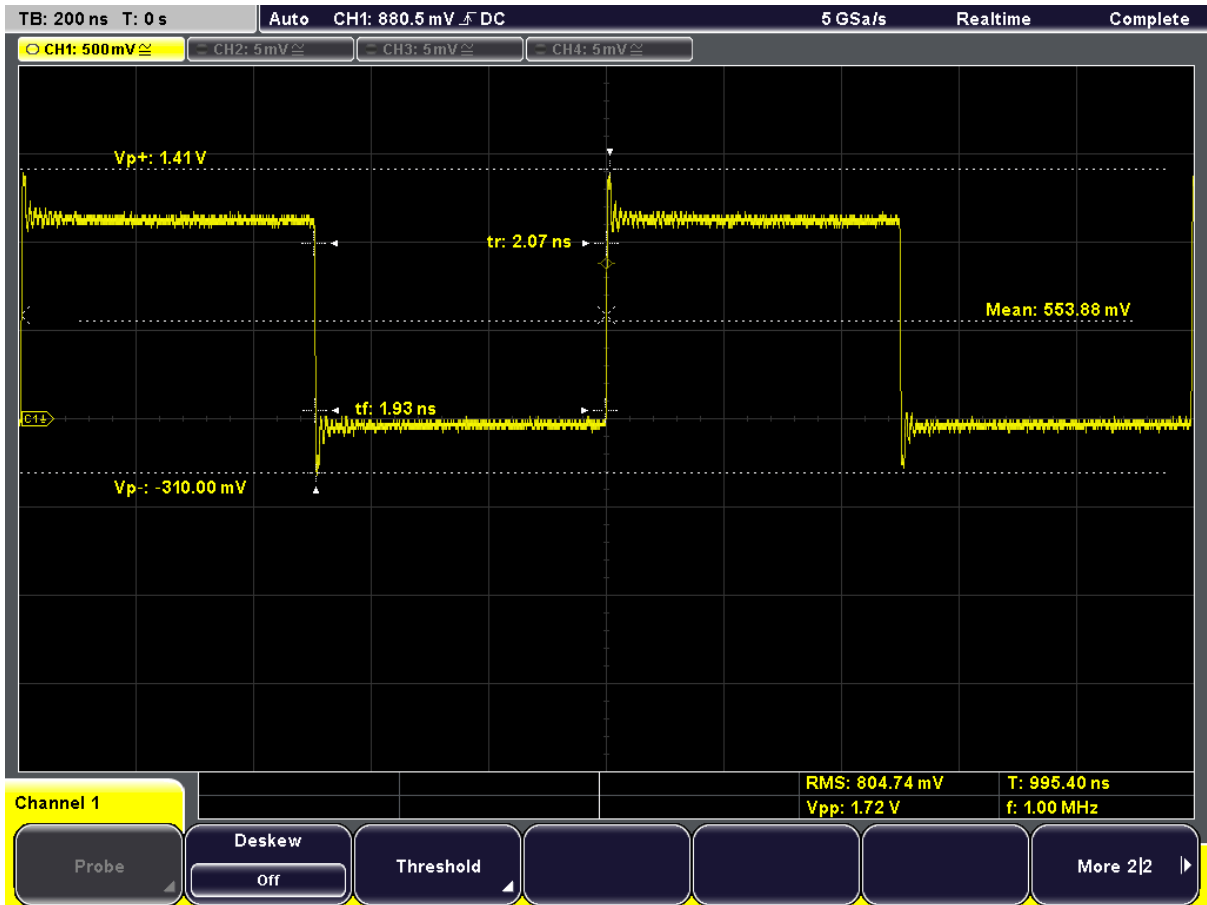 TB: 200 ns T: 0 s Auto CH1: 880.5 mV DC 5 GSa/s Realtime Complete
CH1: 500mV≅ CH2: 5mV≅ CH3: 5mV≅ CH4: 5mV≅
Vp+: 1.41 V
tr: 2.07 ns
Mean: 553.88 mV
tf: 1.93 ns
C1
Vp-: -310.00 mV
RMS: 804.74 mV T: 995.40 ns
Channel 1 Vpp: 1.72 V f: 1.00 MHz
Deskew
Probe Threshold More 2|2
Off